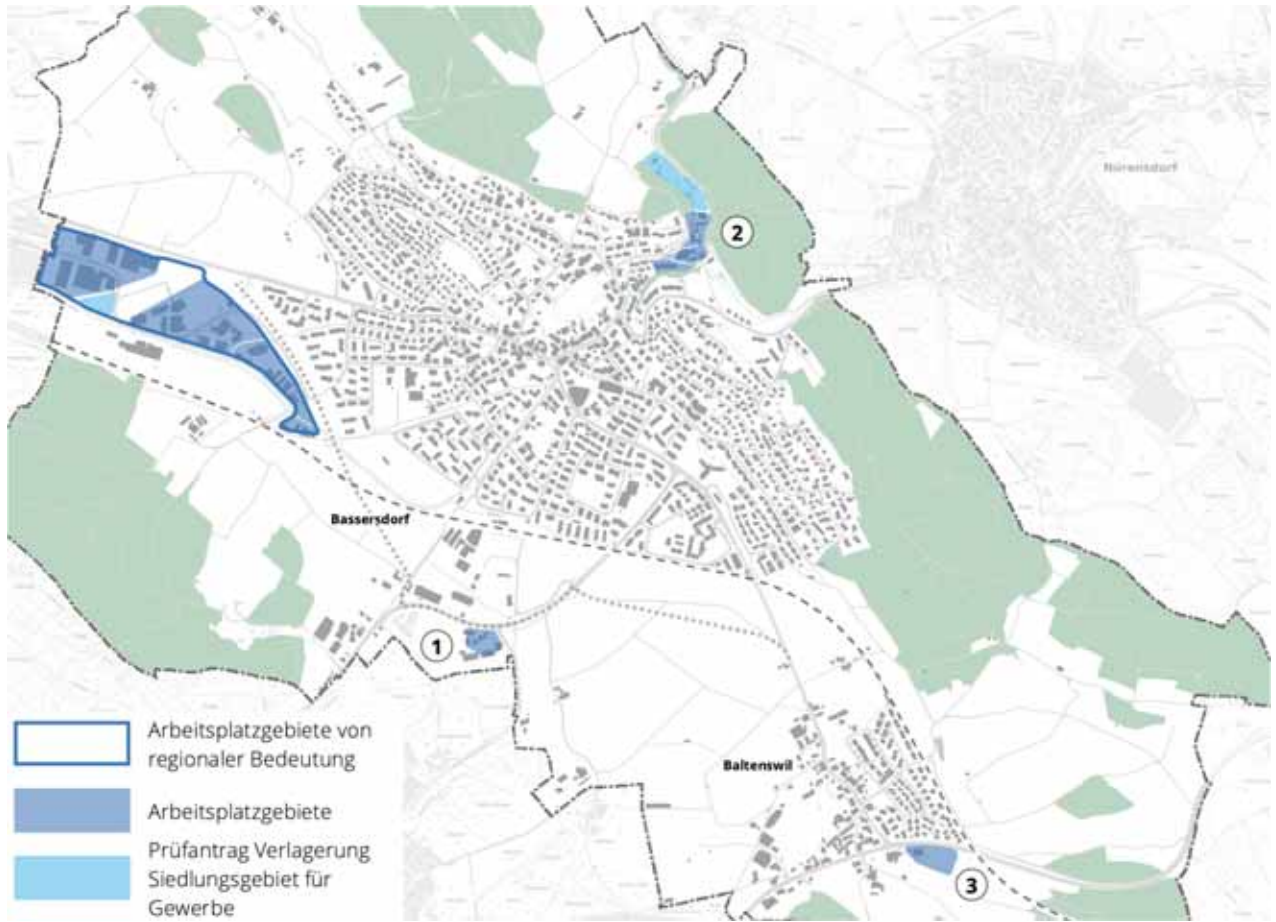 Nürensdorf
2
Bassersdorf
1
Baltenswil
3
Arbeitsplatzgebiete von
regionaler Bedeutung
Arbeitsplatzgebiete
Prüfantrag Verlagerung
Siedlungsgebiet für
Gewerbe